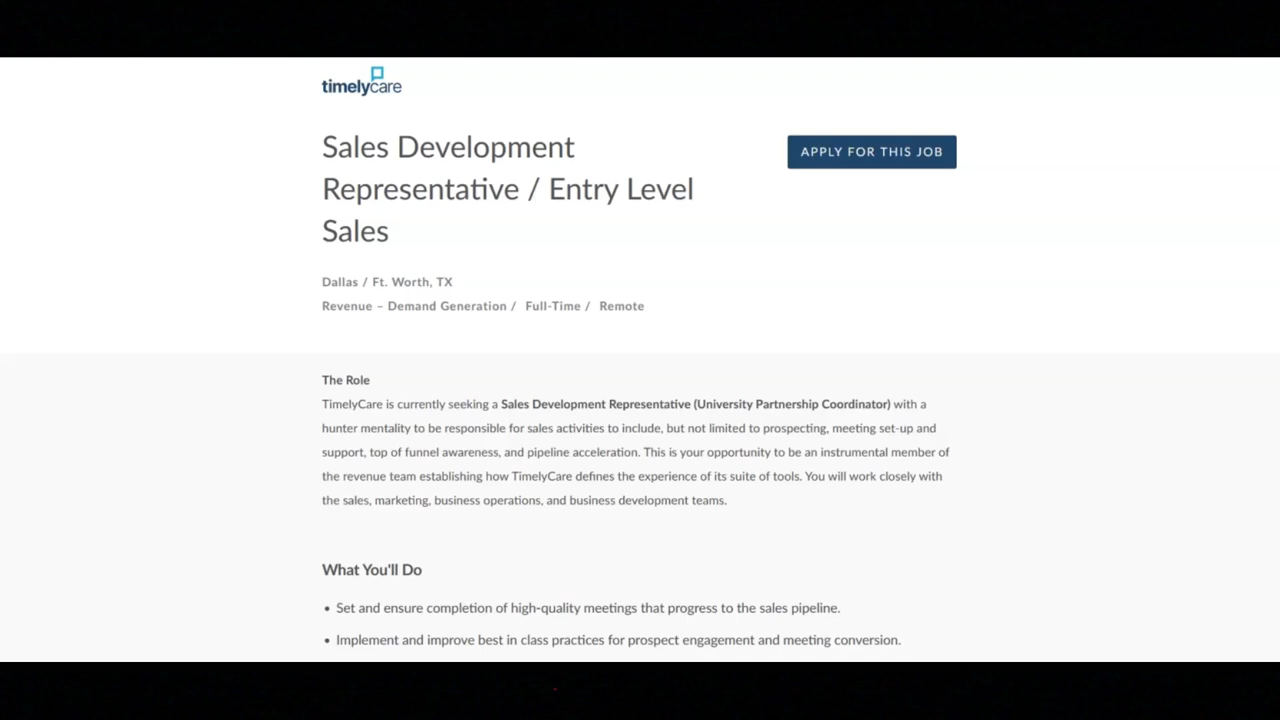 timelycare
Sales Development
Representative / Entry Level
Sales
APPLY FOR THIS JOB
Dallas / Ft. Worth, TX
Revenue – Demand Generation / Full-Time / Remote
The Role
TimelyCare is currently seeking a Sales Development Representative (University Partnership Coordinator) with a
hunter mentality to be responsible for sales activities to include, but not limited to prospecting, meeting set-up and
support, top of funnel awareness, and pipeline acceleration. This is your opportunity to be an instrumental member of
the revenue team establishing how TimelyCare defines the experience of its suite of tools. You will work closely with
the sales, marketing, business operations, and business development teams.
What You'll Do
• Set and ensure completion of high-quality meetings that progress to the sales pipeline.
• Implement and improve best in class practices for prospect engagement and meeting conversion.